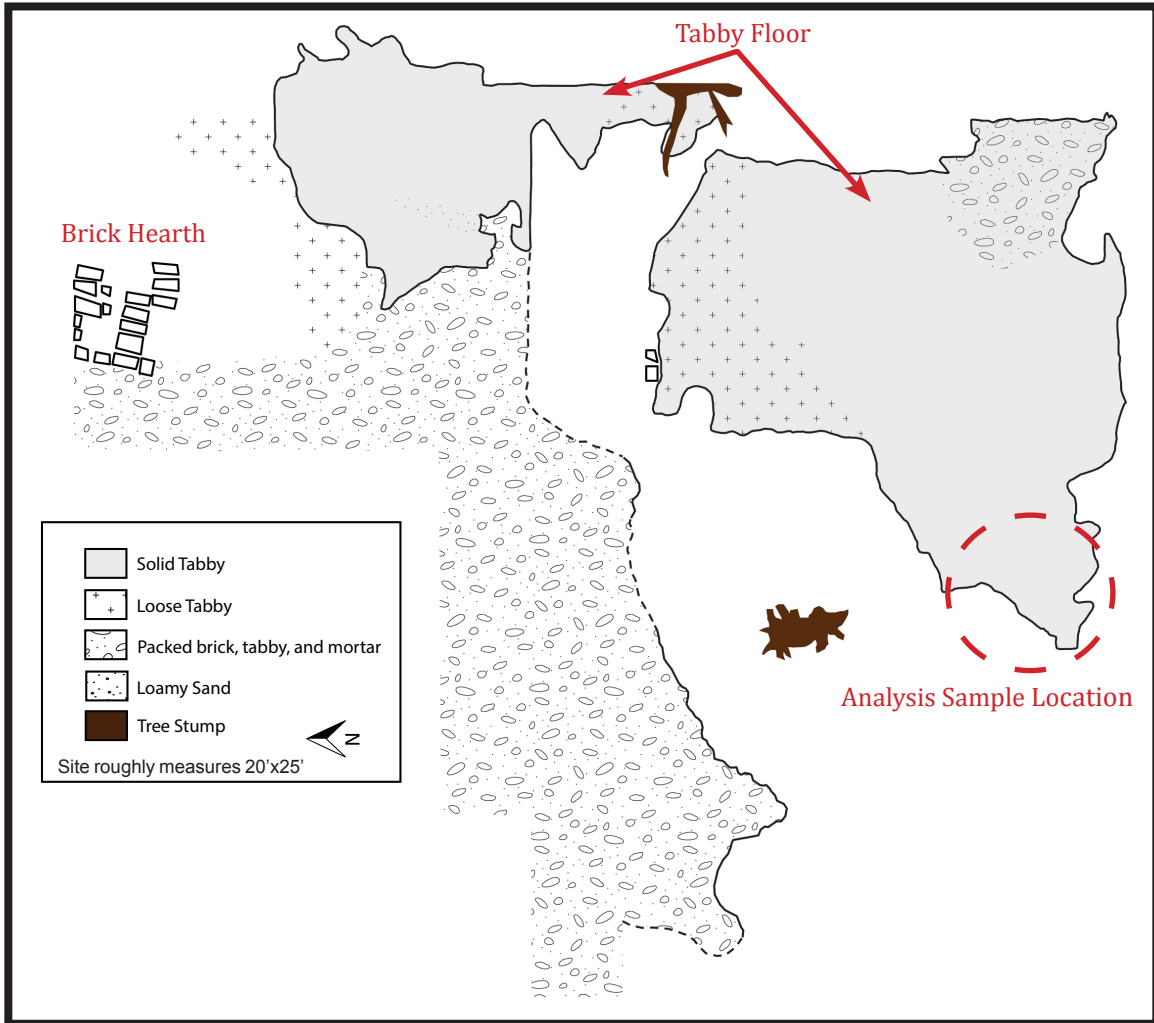 Tabby Floor
Brick Hearth
Solid Tabby
Loose Tabby
Packed brick, tabby, and mortar
Loamy Sand
Tree Stump
N
Site roughly measures 20'x25'
Analysis Sample Location